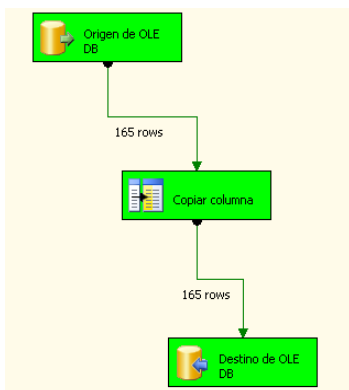 Origen de OLE
DB
165 rows
Copiar columna
165 rows
Destino de OLE
DB